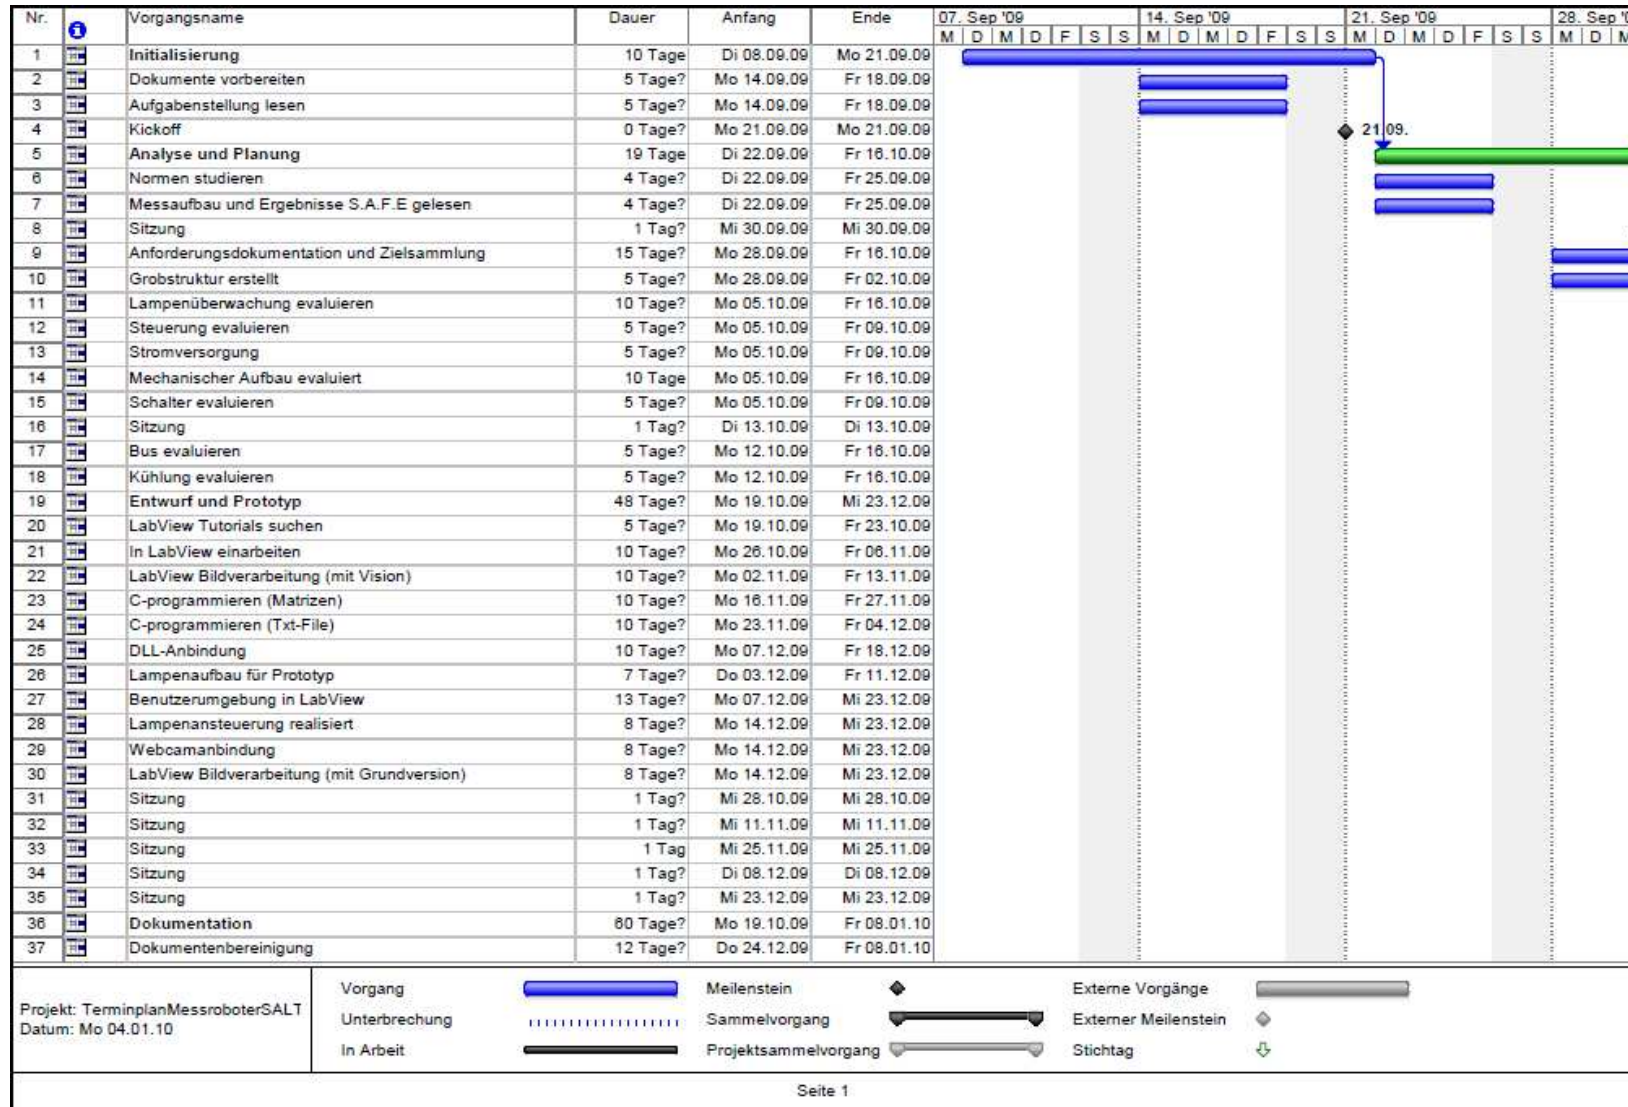 Nr. Vorgangsname Dauer Anfang Ende 07. Sep '09 14. Sep '09 21. Sep '09 28. Sep '0
M D M D F S S M D M D F S S M D M D F S S M D M
1 Initialisierung 10 Tage Di 08.09.09 Mo 21.09.09
2 Dokumente vorbereiten 5 Tage? Mo 14.09.09 Fr 18.09.09
3 Aufgabenstellung lesen 5 Tage? Mo 14.09.09 Fr 18.09.09
4 Kickoff 0 Tage? Mo 21.09.09 Mo 21.09.09 21.09.
5 Analyse und Planung 19 Tage Di 22.09.09 Fr 16.10.09
6 Normen studieren 4 Tage? Di 22.09.09 Fr 25.09.09
7 Messaufbau und Ergebnisse S.A.F.E gelesen 4 Tage? Di 22.09.09 Fr 25.09.09
8 Sitzung 1 Tag? Mi 30.09.09 Mi 30.09.09
9 Anforderungsdokumentation und Zielsammlung 15 Tage? Mo 28.09.09 Fr 16.10.09
10 Grobstruktur erstellt 5 Tage? Mo 28.09.09 Fr 02.10.09
11 Lampenüberwachung evaluieren 10 Tage? Mo 05.10.09 Fr 16.10.09
12 Steuerung evaluieren 5 Tage? Mo 05.10.09 Fr 09.10.09
13 Stromversorgung 5 Tage? Mo 05.10.09 Fr 09.10.09
14 Mechanischer Aufbau evaluiert 10 Tage Mo 05.10.09 Fr 16.10.09
15 Schalter evaluieren 5 Tage? Mo 05.10.09 Fr 09.10.09
16 Sitzung 1 Tag? Di 13.10.09 Di 13.10.09
17 Bus evaluieren 5 Tage? Mo 12.10.09 Fr 16.10.09
18 Kühlung evaluieren 5 Tage? Mo 12.10.09 Fr 16.10.09
19 Entwurf und Prototyp 48 Tage? Mo 19.10.09 Mi 23.12.09
20 LabView Tutorials suchen 5 Tage? Mo 19.10.09 Fr 23.10.09
21 In LabView einarbeiten 10 Tage? Mo 26.10.09 Fr 06.11.09
22 LabView Bildverarbeitung (mit Vision) 10 Tage? Mo 02.11.09 Fr 13.11.09
23 C-programmieren (Matrizen) 10 Tage? Mo 16.11.09 Fr 27.11.09
24 C-programmieren (Txt-File) 10 Tage? Mo 23.11.09 Fr 04.12.09
25 DLL-Anbindung 10 Tage? Mo 07.12.09 Fr 18.12.09
26 Lampenaufbau für Prototyp 7 Tage? Do 03.12.09 Fr 11.12.09
27 Benutzerumgebung in LabView 13 Tage? Mo 07.12.09 Mi 23.12.09
28 Lampenansteuerung realisiert 8 Tage? Mo 14.12.09 Mi 23.12.09
29 Webcamanbindung 8 Tage? Mo 14.12.09 Mi 23.12.09
30 LabView Bildverarbeitung (mit Grundversion) 8 Tage? Mo 14.12.09 Mi 23.12.09
31 Sitzung 1 Tag? Mi 28.10.09 Mi 28.10.09
32 Sitzung 1 Tag? Mi 11.11.09 Mi 11.11.09
33 Sitzung 1 Tag Mi 25.11.09 Mi 25.11.09
34 Sitzung 1 Tag? Di 08.12.09 Di 08.12.09
35 Sitzung 1 Tag? Mi 23.12.09 Mi 23.12.09
36 Dokumentation 60 Tage? Mo 19.10.09 Fr 08.01.10
37 Dokumentenbereinigung 12 Tage? Do 24.12.09 Fr 08.01.10
Projekt: TerminplanMessroboterSALT
Datum: Mo 04.01.10
Vorgang Meilenstein Externe Vorgänge
Unterbrechung Sammelvorgang Externer Meilenstein
In Arbeit Projektsammelvorgang Stichtag
Seite 1